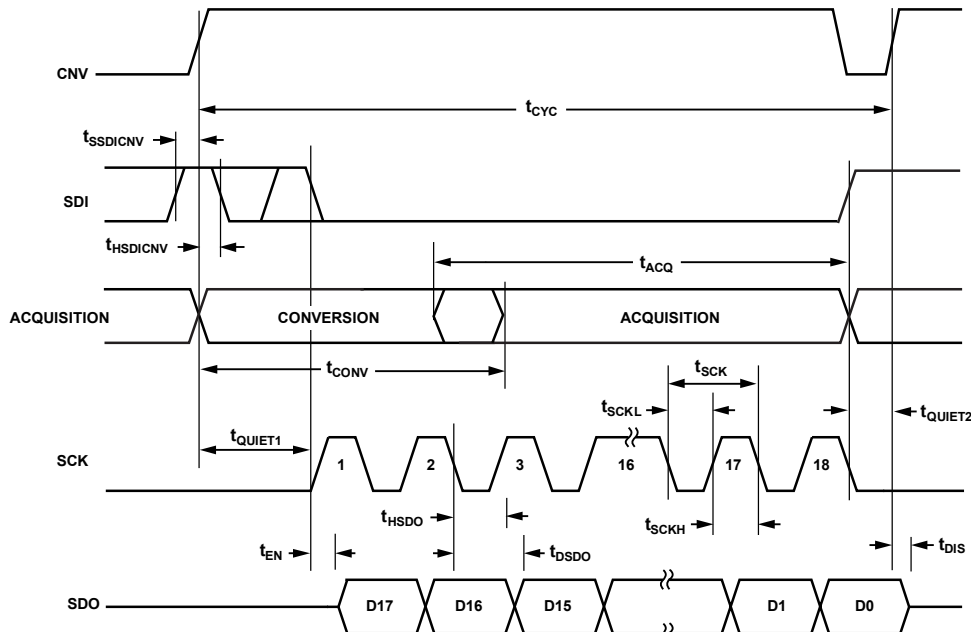 CNV
tCYC
tSSDICNV
SDI
tHSDICNV
tACQ
ACQUISITION
CONVERSION
ACQUISITION
tCONV
tSCK
tSCKL
tQUIET2
tQUIET1
SCK
1
2
3
16
17
18
tHSDO
tSCKH
tEN
tDSDO
tDIS
SDO
D17
D16
D15
D1
D0